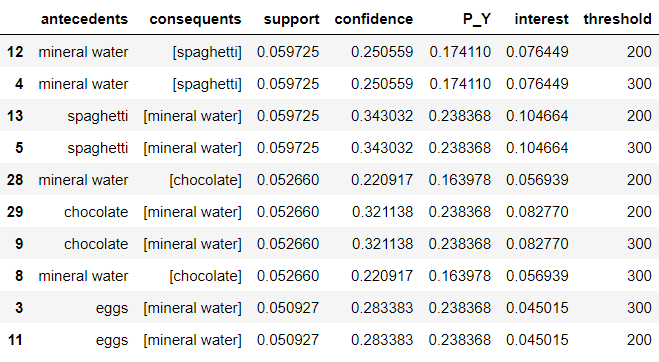 antecedents consequents support confidence P_Y interest threshold
12 mineral water [spaghetti] 0.059725 0.250559 0.174110 0.076449 200
4 mineral water [spaghetti] 0.059725 0.250559 0.174110 0.076449 300
13 spaghetti [mineral water] 0.059725 0.343032 0.238368 0.104664 200
5 spaghetti [mineral water] 0.059725 0.343032 0.238368 0.104664 300
28 mineral water [chocolate] 0.052660 0.220917 0.163978 0.056939 200
29 chocolate [mineral water] 0.052660 0.321138 0.238368 0.082770 200
9 chocolate [mineral water] 0.052660 0.321138 0.238368 0.082770 300
8 mineral water [chocolate] 0.052660 0.220917 0.163978 0.056939 300
3 eggs [mineral water] 0.050927 0.283383 0.238368 0.045015 300
11 eggs [mineral water] 0.050927 0.283383 0.238368 0.045015 200